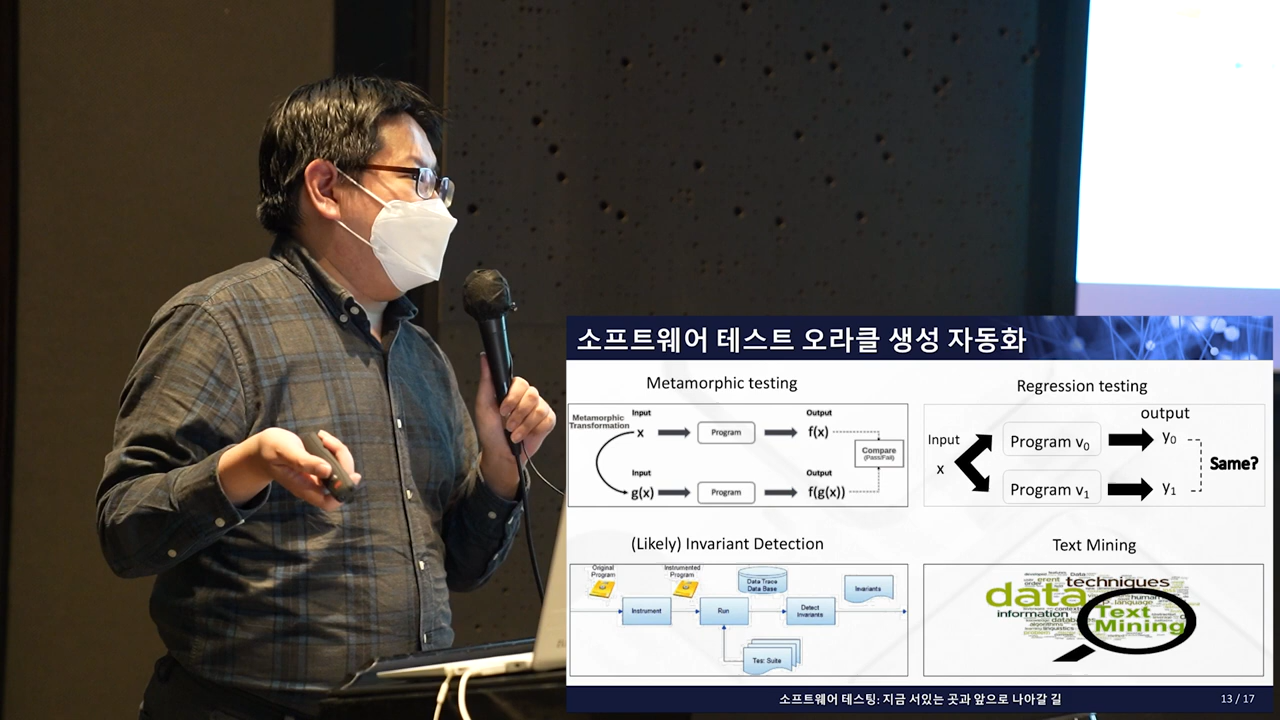 소프트웨어 테스트 오라클 생성 자동화
Metamorphic testing
Metamorphic
Transformation
Input
x
Program
Output
f(x)
Compare
(Pass/Fail)
Input
g(x)
Program
Output
f(g(x))
Regression testing
Input
x
Program v₀
Program v₁
output
y₀
y₁
Same?
(Likely) Invariant Detection
Original
Program
Instrumented
Program
Data Trace
Data Base
Invariants
Instrument
Run
Detect
Invariants
Test Suite
Text Mining
techniques
data
human
language
information
Text
Mining
소프트웨어 테스팅: 지금 서있는 곳과 앞으로 나아갈 길
13 / 17